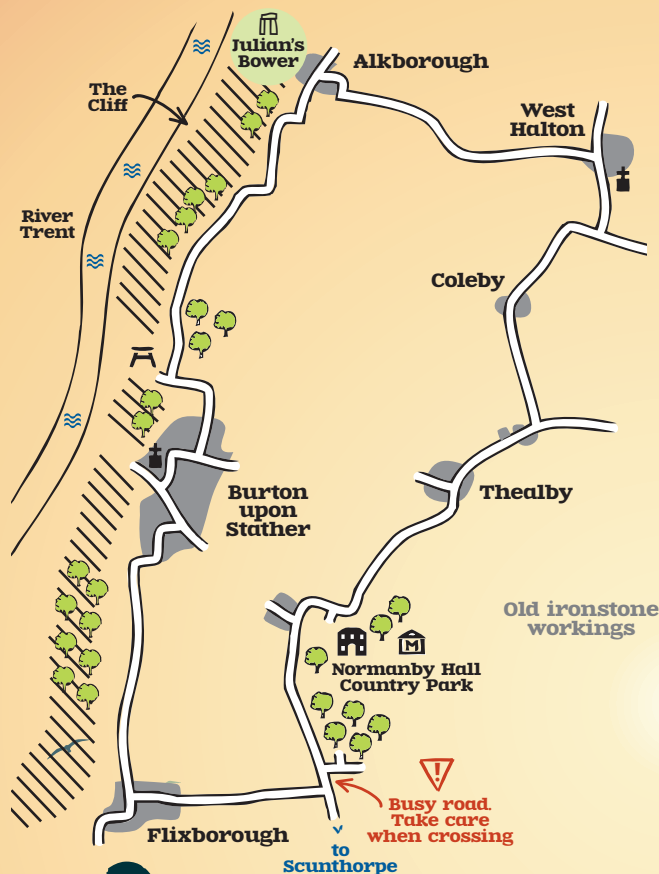 Julian's
Bower
Alkborough
The
Cliff
West
Halton
River
Trent
Coleby
Burton
upon
Stather
Thealby
Old ironstone
workings
M
Normanby Hall
Country Park
Busy road.
Take care
when crossing
Flixborough
to
Scunthorpe